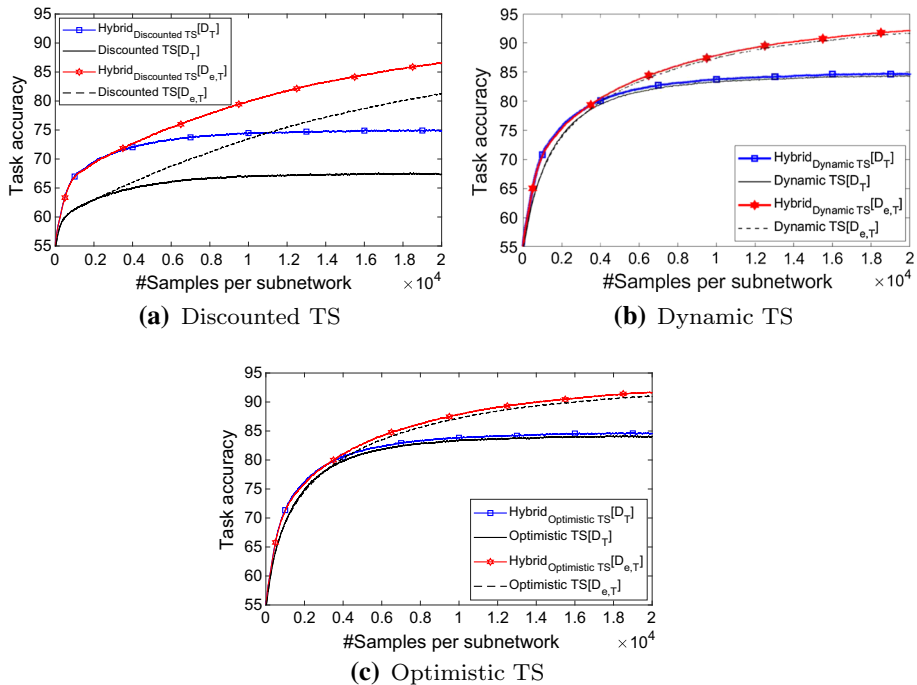 95
90
85
80
75
70
65
60
55
Task accuracy
Hybrid_Discounted TS[D_T]
Discounted TS[D_T]
Hybrid_Discounted TS[D_e,T]
Discounted TS[D_e,T]
0 0.2 0.4 0.6 0.8 1 1.2 1.4 1.6 1.8 2
#Samples per subnetwork ×10^4
(a) Discounted TS
95
90
85
80
75
70
65
60
55
Task accuracy
Hybrid_Dynamic TS[D_T]
Dynamic TS[D_T]
Hybrid_Dynamic TS[D_e,T]
Dynamic TS[D_e,T]
0 0.2 0.4 0.6 0.8 1 1.2 1.4 1.6 1.8 2
#Samples per subnetwork ×10^4
(b) Dynamic TS
95
90
85
80
75
70
65
60
55
Task accuracy
Hybrid_Optimistic TS[D_T]
Optimistic TS[D_T]
Hybrid_Optimistic TS[D_e,T]
Optimistic TS[D_e,T]
0 0.2 0.4 0.6 0.8 1 1.2 1.4 1.6 1.8 2
#Samples per subnetwork ×10^4
(c) Optimistic TS